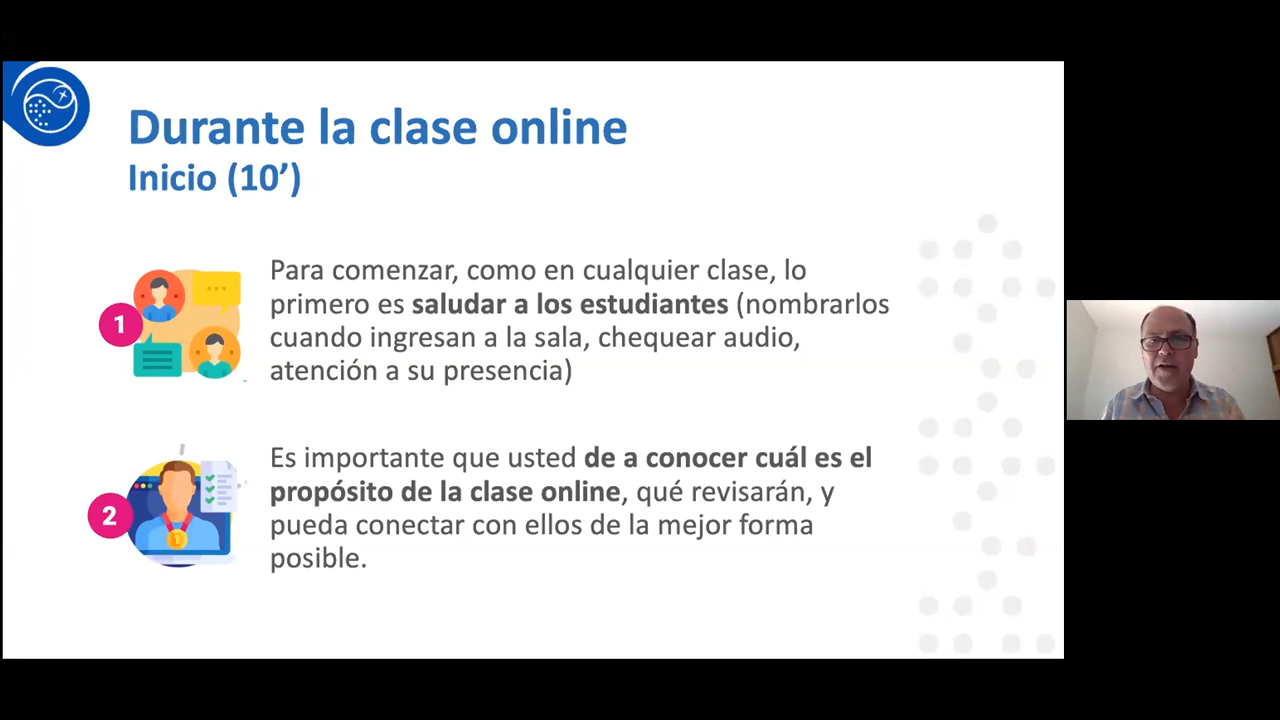 Durante la clase online
Inicio (10’)
1
Para comenzar, como en cualquier clase, lo
primero es saludar a los estudiantes (nombrarlos
cuando ingresan a la sala, chequear audio,
atención a su presencia)
2
Es importante que usted de a conocer cuál es el
propósito de la clase online, qué revisarán, y
pueda conectar con ellos de la mejor forma
posible.